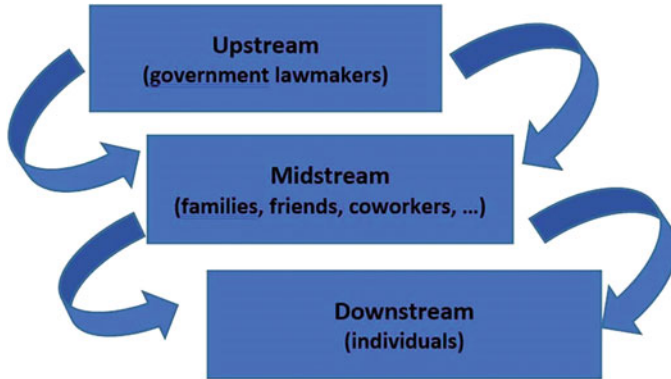 Upstream
(government lawmakers)
Midstream
(families, friends, coworkers, ...)
Downstream
(individuals)